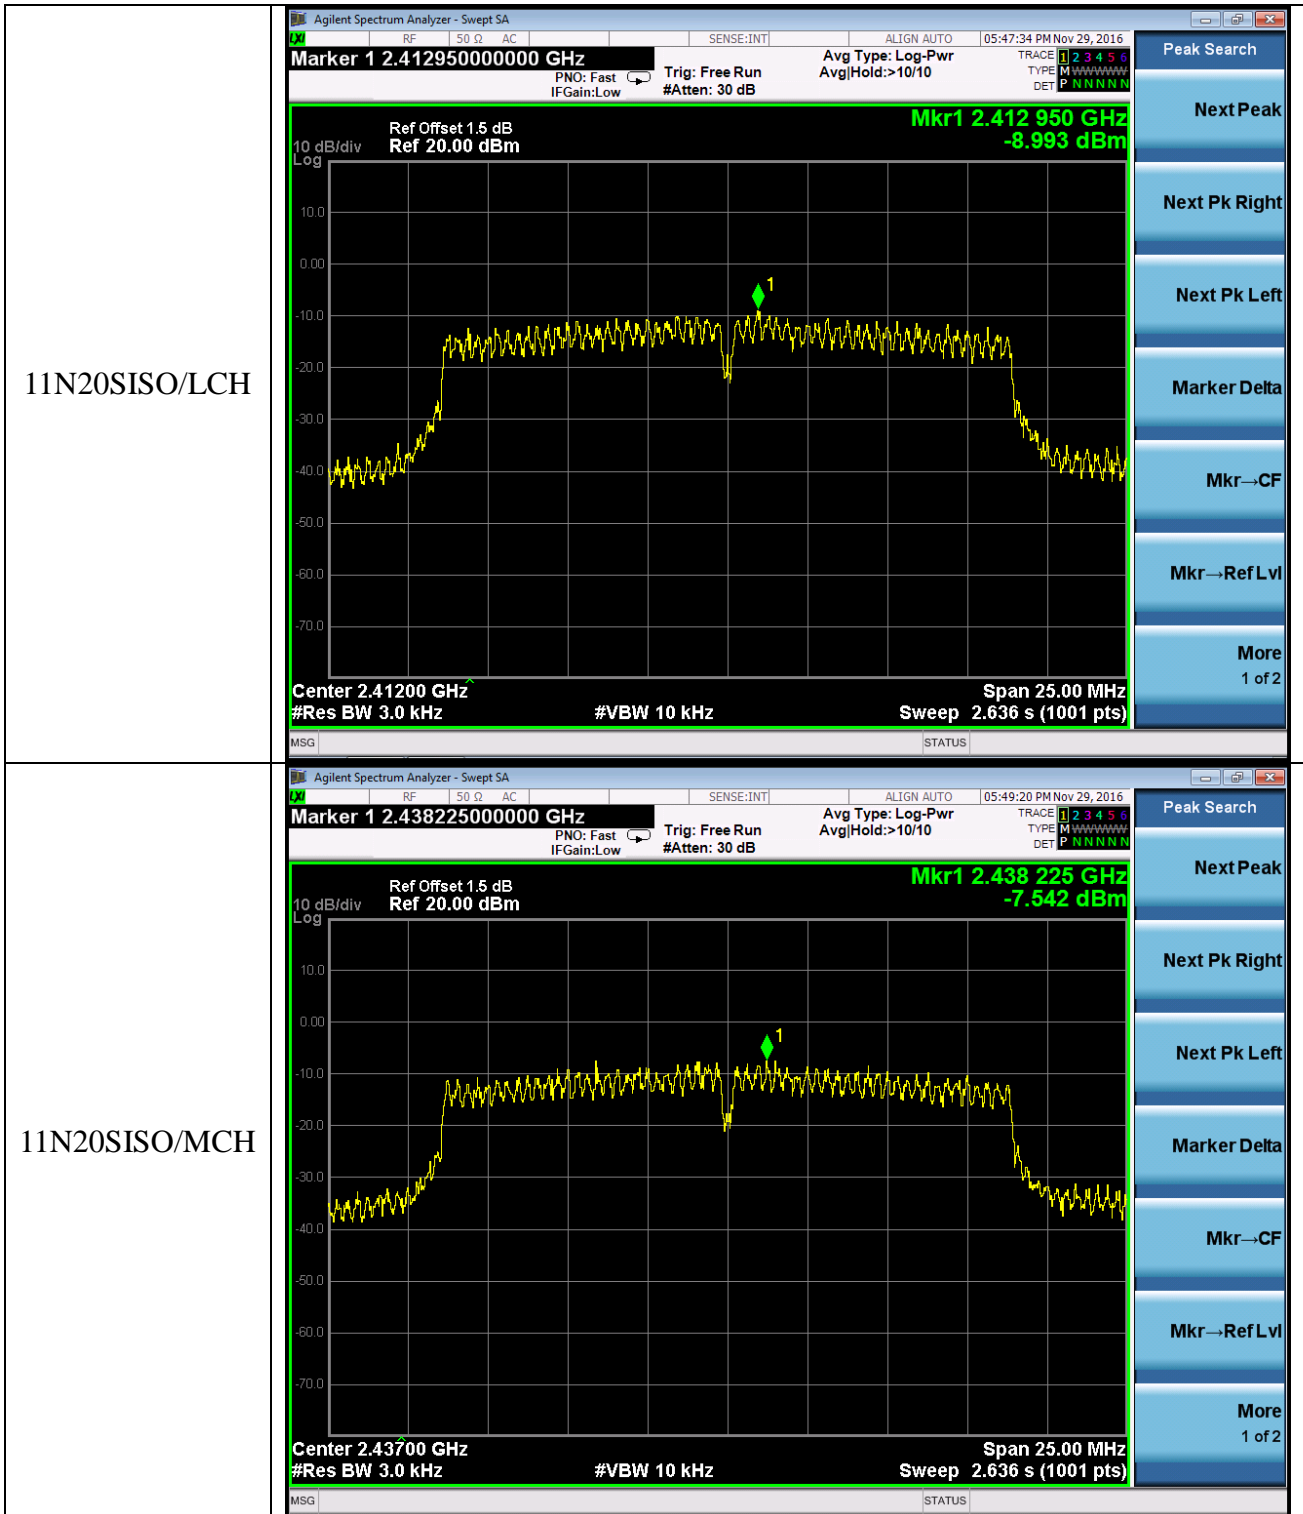 11N20SISO/LCH
Agilent Spectrum Analyzer - Swept SA
LXI RF 50 Ω AC SENSE:INT ALIGN AUTO 05:47:34 PM Nov 29, 2016
Marker 1 2.412950000000 GHz
PNO: Fast
IFGain:Low
Trig: Free Run
#Atten: 30 dB
Avg Type: Log-Pwr
Avg|Hold:>10/10
TRACE 1 2 3 4 5 6
TYPE M WWWWW
DET P N N N N N
Ref Offset 1.5 dB
Ref 20.00 dBm
10 dB/div
Log
Mkr1 2.412 950 GHz
-8.993 dBm
10.0
0.00
-10.0
-20.0
-30.0
-40.0
-50.0
-60.0
-70.0
1
Center 2.41200 GHz
Span 25.00 MHz
#Res BW 3.0 kHz
#VBW 10 kHz
Sweep 2.636 s (1001 pts)
MSG
STATUS
Peak Search
Next Peak
Next Pk Right
Next Pk Left
Marker Delta
Mkr→CF
Mkr→Ref Lvl
More
1 of 2
11N20SISO/MCH
Agilent Spectrum Analyzer - Swept SA
LXI RF 50 Ω AC SENSE:INT ALIGN AUTO 05:49:20 PM Nov 29, 2016
Marker 1 2.438225000000 GHz
PNO: Fast
IFGain:Low
Trig: Free Run
#Atten: 30 dB
Avg Type: Log-Pwr
Avg|Hold:>10/10
TRACE 1 2 3 4 5 6
TYPE M WWWWW
DET P N N N N N
Ref Offset 1.5 dB
Ref 20.00 dBm
10 dB/div
Log
Mkr1 2.438 225 GHz
-7.542 dBm
10.0
0.00
-10.0
-20.0
-30.0
-40.0
-50.0
-60.0
-70.0
1
Center 2.43700 GHz
Span 25.00 MHz
#Res BW 3.0 kHz
#VBW 10 kHz
Sweep 2.636 s (1001 pts)
MSG
STATUS
Peak Search
Next Peak
Next Pk Right
Next Pk Left
Marker Delta
Mkr→CF
Mkr→Ref Lvl
More
1 of 2